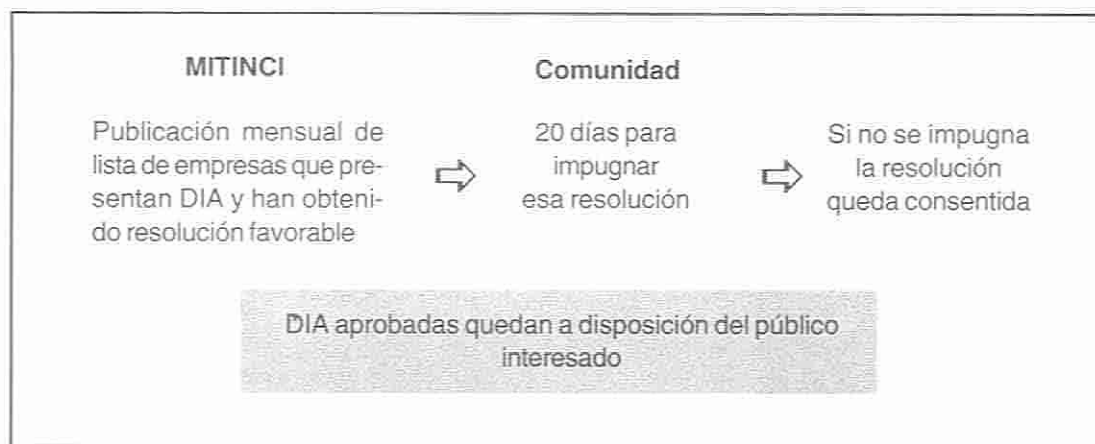 MITINCI
Publicación mensual de
lista de empresas que pre-
sentan DIA y han obteni-
do resolución favorable
Comunidad
20 días para
impugnar
esa resolución
Si no se impugna
la resolución
queda consentida
DIA aprobadas quedan a disposición del público
interesado